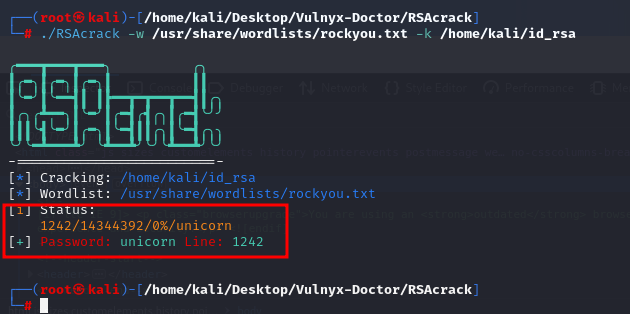 ┌──(root㉿kali)-[/home/kali/Desktop/Vulnyx-Doctor/RSAcrack]
└─# ./RSAcrack -w /usr/share/wordlists/rockyou.txt -k /home/kali/id_rsa
RSAcrack
-==========================-
[*] Cracking: /home/kali/id_rsa
[*] Wordlist: /usr/share/wordlists/rockyou.txt
[i] Status:
1242/14344392/0%/unicorn
[+] Password: unicorn Line: 1242
┌──(root㉿kali)-[/home/kali/Desktop/Vulnyx-Doctor/RSAcrack]
└─#